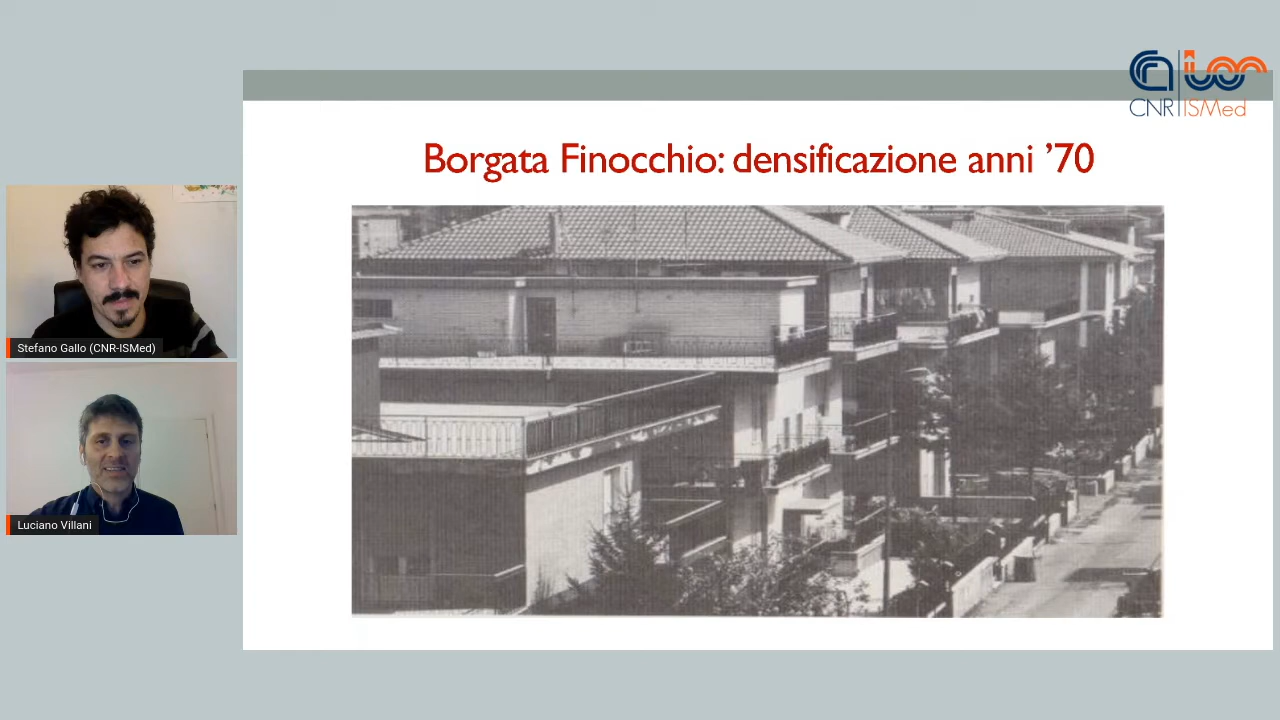 CNR ISMed
Borgata Finocchio: densificazione anni ’70
Stefano Gallo (CNR-ISMed)
Luciano Villani